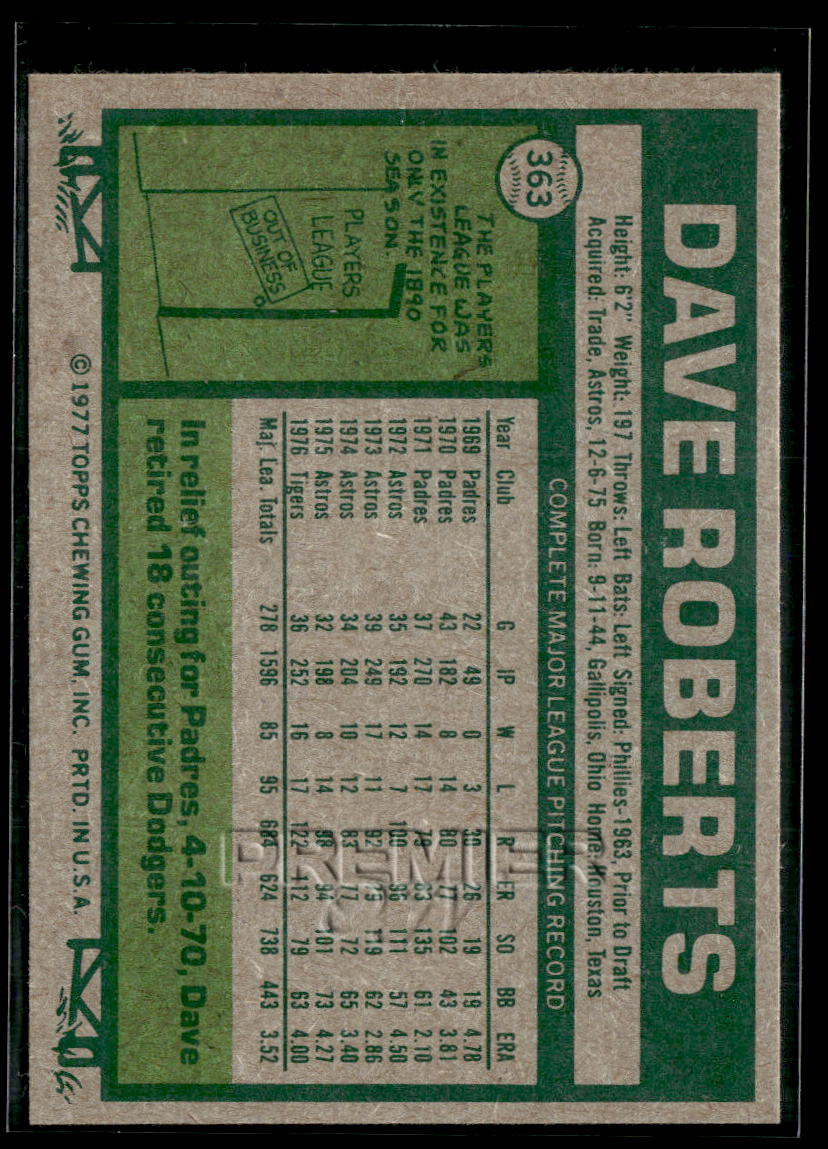 363
DAVE ROBERTS
Height: 6'2" Weight: 197 Throws: Left Bats: Left Signed: Phillies-1963, Prior to Draft
Acquired: Trade, Astros, 12-6-75 Born: 9-11-44, Gallipolis, Ohio Home: Houston, Texas
COMPLETE MAJOR LEAGUE PITCHING RECORD
Year Club G IP W L R ER SO BB ERA
1969 Padres 22 49 0 3 30 26 19 19 4.78
1970 Padres 43 182 8 14 80 77 102 43 3.81
1971 Padres 37 270 14 17 79 63 135 61 2.10
1972 Astros 35 192 12 7 100 96 111 57 4.50
1973 Astros 39 249 17 11 92 79 119 62 2.86
1974 Astros 34 204 10 12 83 77 72 65 3.40
1975 Astros 32 198 8 14 98 94 101 73 4.27
1976 Tigers 36 252 16 17 122 112 79 63 4.00
Maj. Lea. Totals 278 1596 85 95 684 624 738 443 3.52
THE PLAYERS
LEAGUE WAS
IN EXISTENCE FOR
ONLY THE 1890
SEASON.
PLAYERS
LEAGUE
OUT OF
BUSINESS
In relief outing for Padres, 4-10-70, Dave
retired 18 consecutive Dodgers.
© 1977 TOPPS CHEWING GUM, INC. PRTD. IN U.S.A.
PREMIER